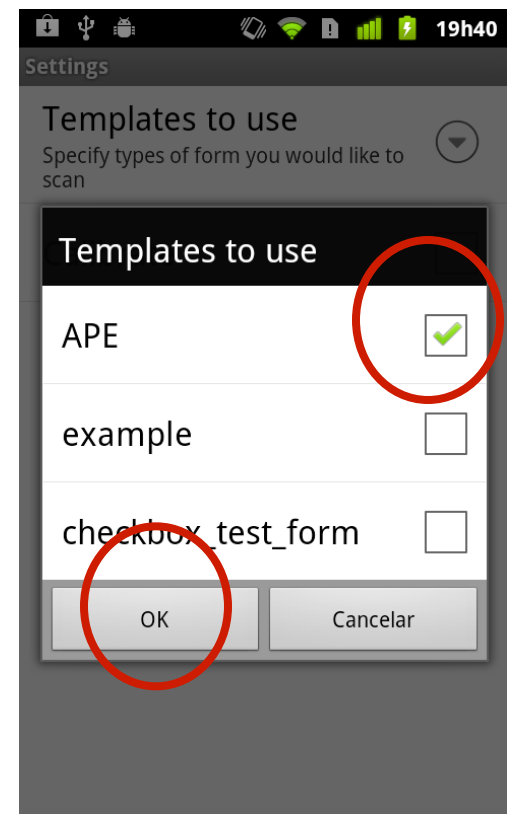 19h40
Settings
Templates to use
Specify types of form you would like to
scan
Templates to use
APE
example
checkbox_test_form
OK
Cancelar